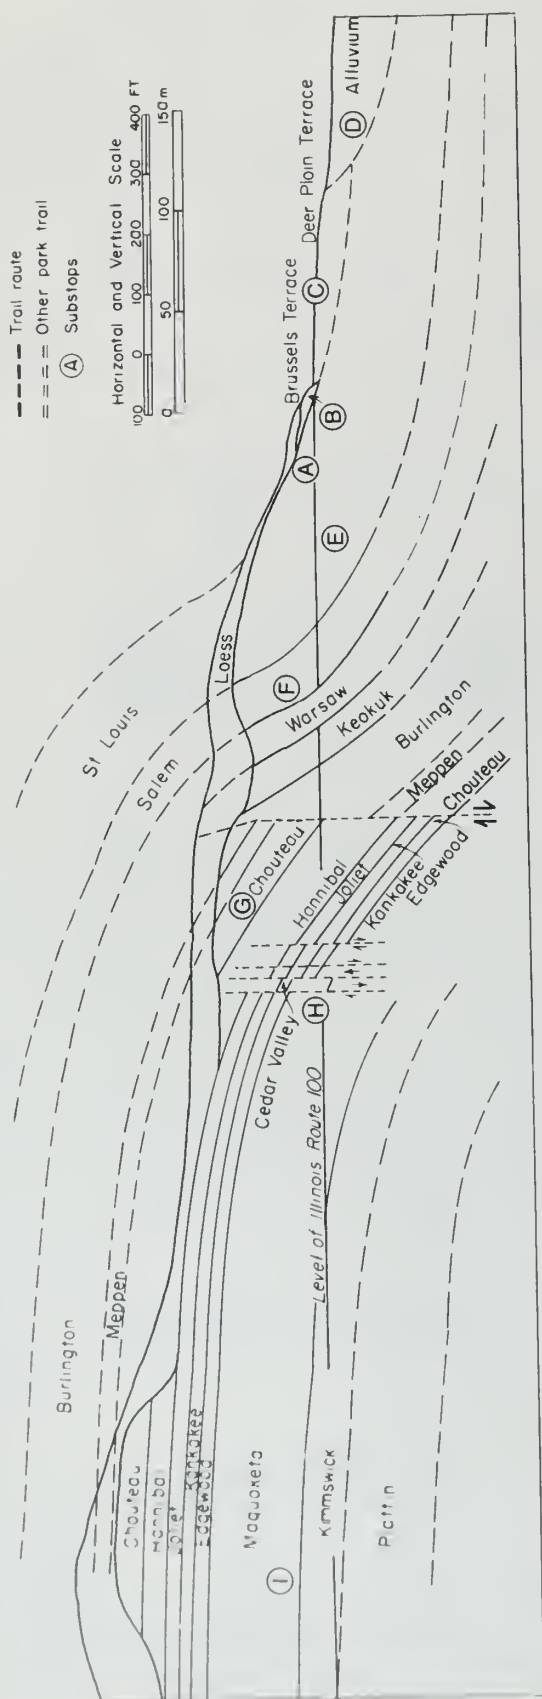 Trail route
Other park trail
(A) Substops
Horizontal and Vertical Scale
100 0 100 200 300 400 FT
0 50 100 150m
St Louis
Salem
Loess
Brussels Terrace
Deer Plain Terrace
Alluvium
A
B
C
D
E
F
Warsaw
Keokuk
Burlington
Meppen
Chouteau
G
Chouteau
Hannibal
Joliet
Kankakee
Edgewood
Cedar Valley
H
Level of Illinois Route 100
Burlington
Meppen
Chouteau
Hannibal
Joliet
Kankakee
Edgewood
Maquoketa
I
Kimmswick
Plattin